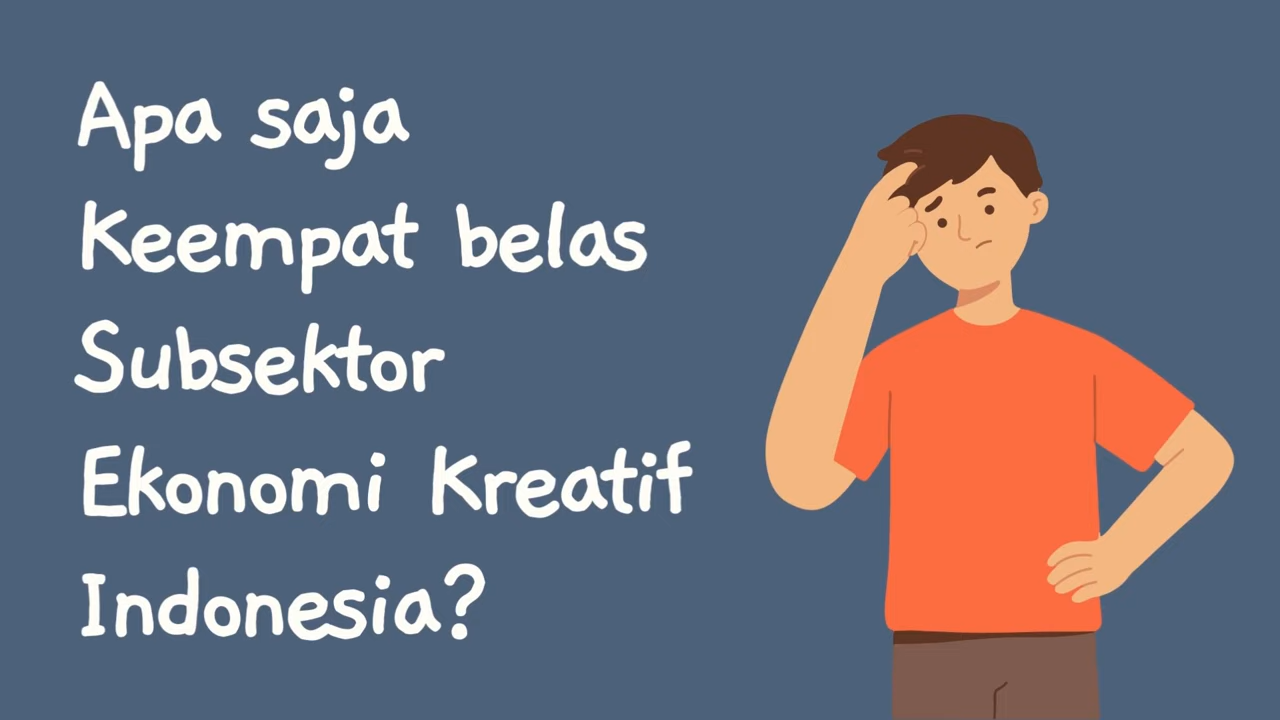 Apa saja
Keempat belas
Subsektor
Ekonomi Kreatif
Indonesia?